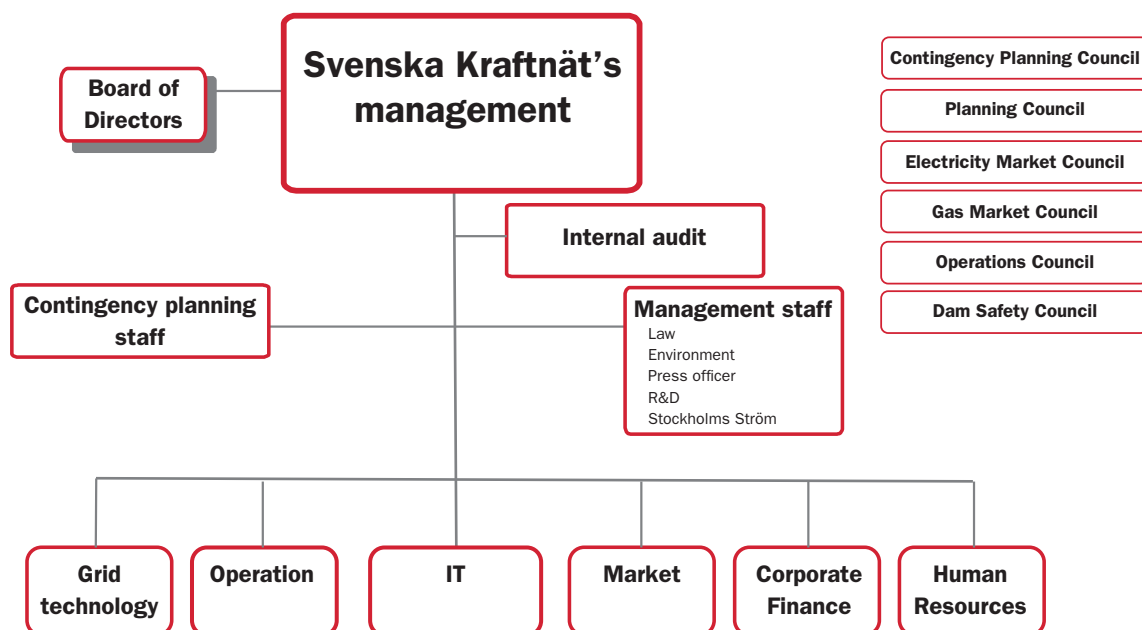 Svenska Kraftnät's
management
Board of
Directors
Contingency Planning Council
Planning Council
Electricity Market Council
Gas Market Council
Operations Council
Dam Safety Council
Internal audit
Contingency planning
staff
Management staff
Law
Environment
Press officer
R&D
Stockholms Ström
Grid
technology
Operation
IT
Market
Corporate
Finance
Human
Resources